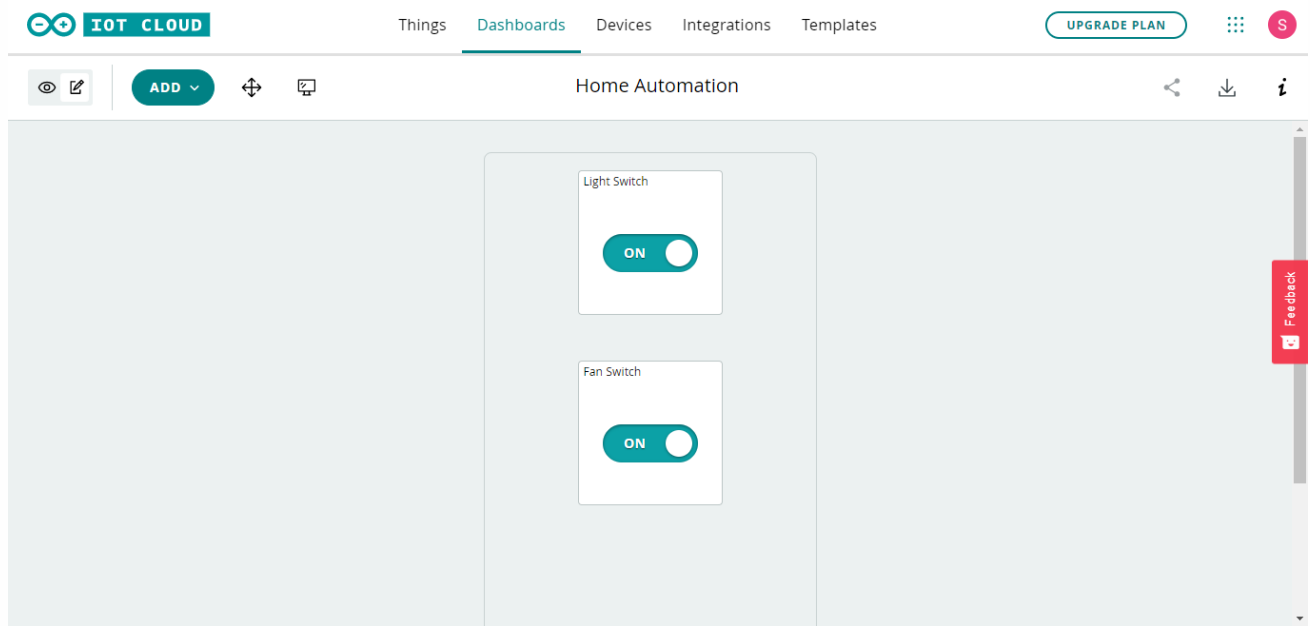 IOT CLOUD
Things Dashboards Devices Integrations Templates
UPGRADE PLAN
S
ADD
Home Automation
i
Light Switch
ON
Fan Switch
ON
Feedback